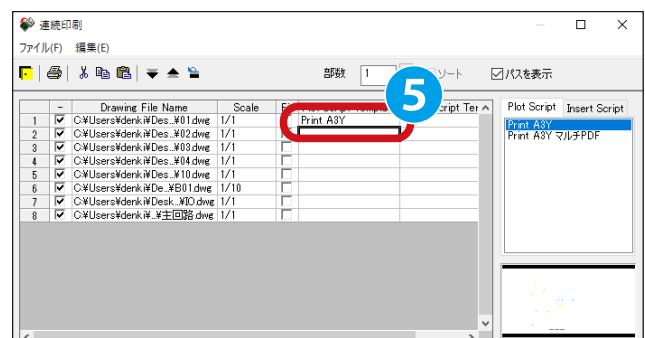 連続印刷
ファイル(F) 編集(E)
部数 1 ソート パスを表示
5
- Drawing File Name Scale Plot Script Template Script Ter
1 C:¥Users¥denki¥Des...¥01.dwg 1/1 Print A3Y
2 C:¥Users¥denki¥Des...¥02.dwg 1/1
3 C:¥Users¥denki¥Des...¥03.dwg 1/1
4 C:¥Users¥denki¥Des...¥04.dwg 1/1
5 C:¥Users¥denki¥Des...¥10.dwg 1/1
6 C:¥Users¥denki¥De...¥B01.dwg 1/10
7 C:¥Users¥denki¥Desk...¥IO.dwg 1/1
8 C:¥Users¥denki¥...¥主回路.dwg 1/1
Plot Script Insert Script
Print A3Y
Print A3Y マルチPDF